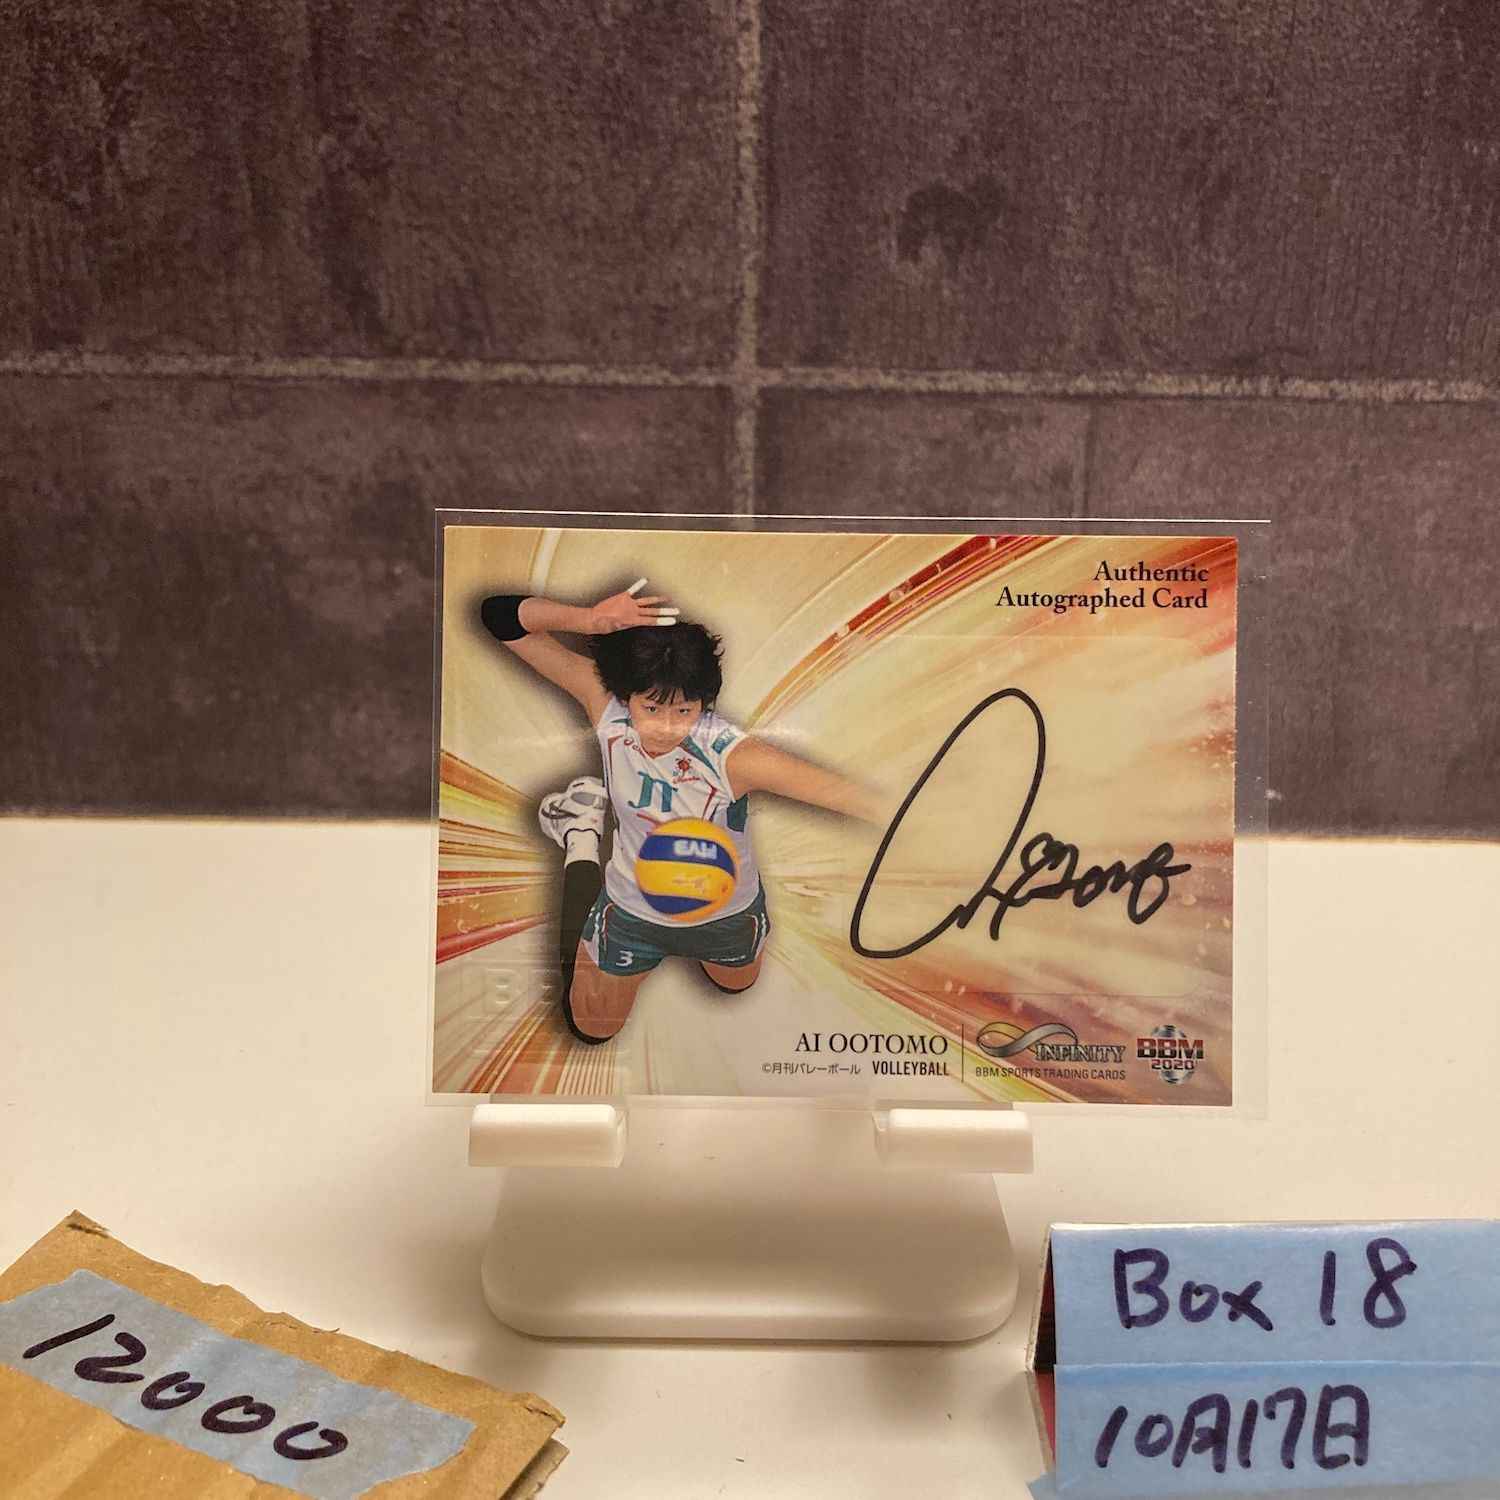 Authentic
Autographed Card
JT
3
BBM
AI OOTOMO
©月刊バレーボール VOLLEYBALL
INFINITY
BBM SPORTS TRADING CARDS
BBM
2020
12000
Box 18
10月17日